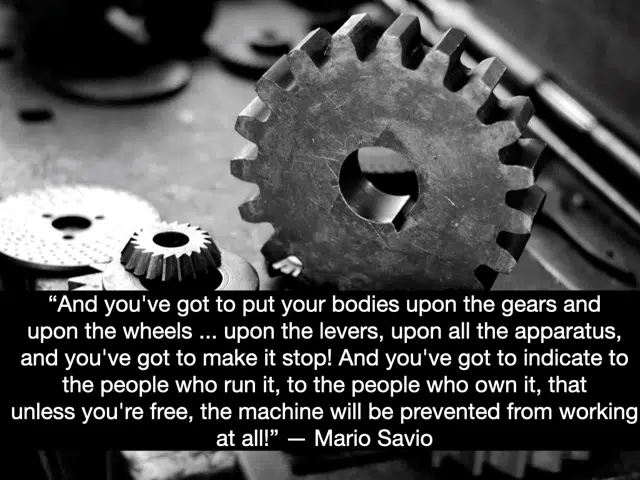 “And you've got to put your bodies upon the gears and
upon the wheels ... upon the levers, upon all the apparatus,
and you've got to make it stop! And you've got to indicate to
the people who run it, to the people who own it, that
unless you're free, the machine will be prevented from working
at all!” — Mario Savio